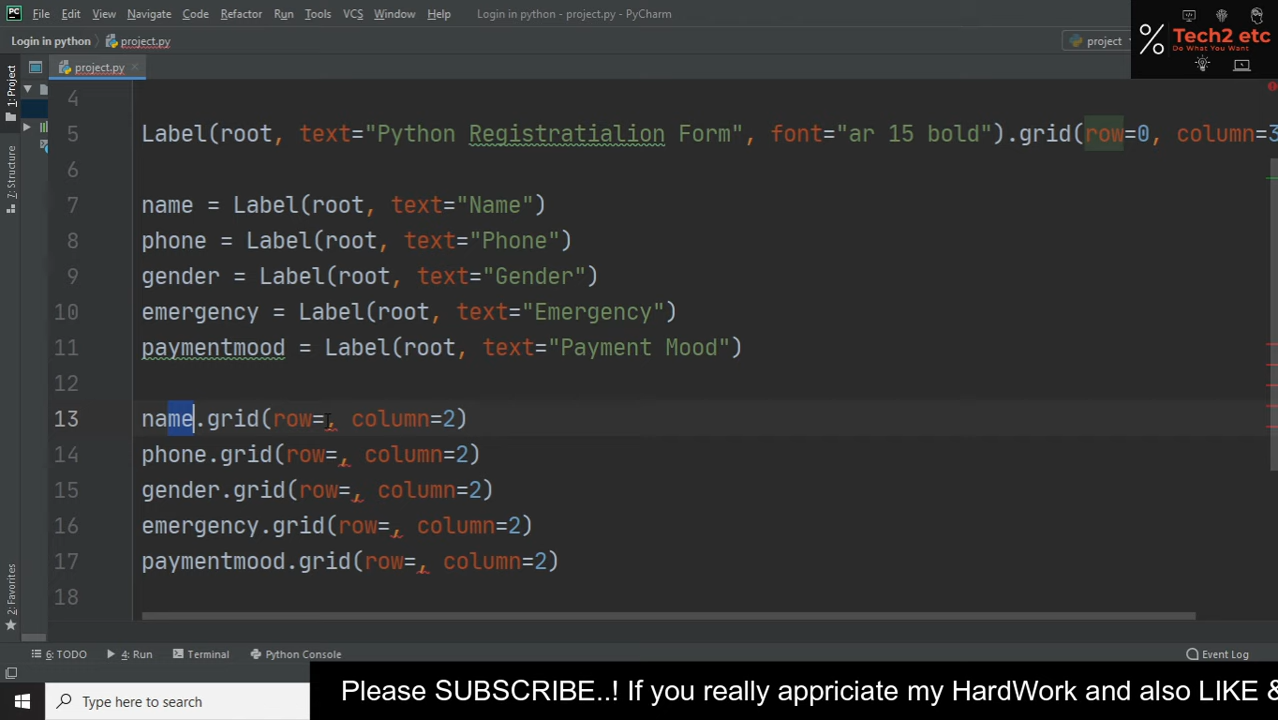 PC File Edit View Navigate Code Refactor Run Tools VCS Window Help Login in python - project.py - PyCharm
Login in python project.py project
% Tech2 etc
Do What You Want
1: Project
project.py
4
5 Label(root, text="Python Registratialion Form", font="ar 15 bold").grid(row=0, column=3
6
7 name = Label(root, text="Name")
7: Structure
8 phone = Label(root, text="Phone")
9 gender = Label(root, text="Gender")
10 emergency = Label(root, text="Emergency")
11 paymentmood = Label(root, text="Payment Mood")
12
13 name.grid(row=, column=2)
14 phone.grid(row=, column=2)
15 gender.grid(row=, column=2)
16 emergency.grid(row=, column=2)
17 paymentmood.grid(row=, column=2)
18
2: Favorites
6: TODO 4: Run Terminal Python Console Event Log
Type here to search
Please SUBSCRIBE..! If you really appriciate my HardWork and also LIKE &